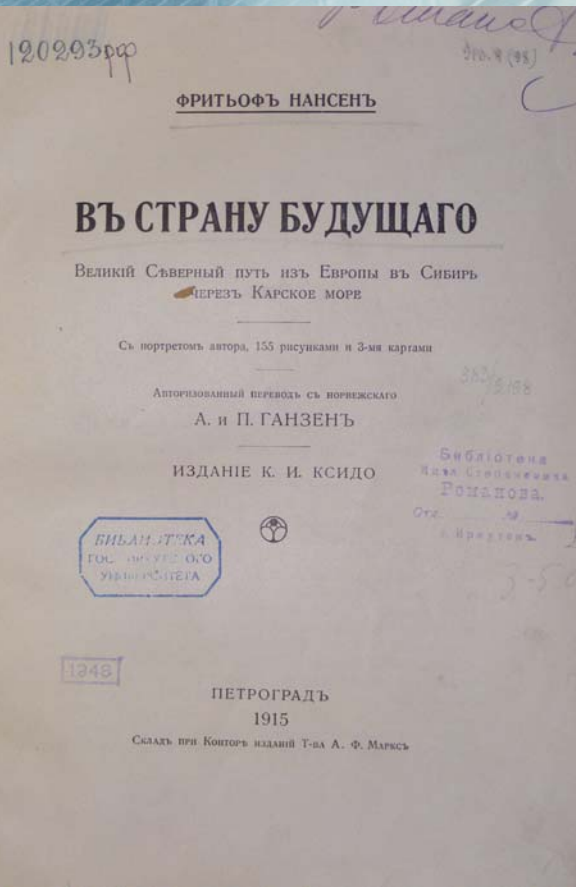 120293рф
ФРИТЬОФЪ НАНСЕНЪ
ВЪ СТРАНУ БУДУЩАГО
Великій Сѣверный путь изъ Европы въ Сибирь
черезъ Карское море
Съ портретомъ автора, 155 рисунками и 3-мя картами
Авторизованный переводъ съ норвежскаго
А. и П. ГАНЗЕНЪ
ИЗДАНІЕ К. И. КСИДО
Библіотека
Романова.
БИБЛИОТЕКА
1948
ПЕТРОГРАДЪ
1915
Складъ при Конторѣ изданій Т-ва А. Ф. Марксъ